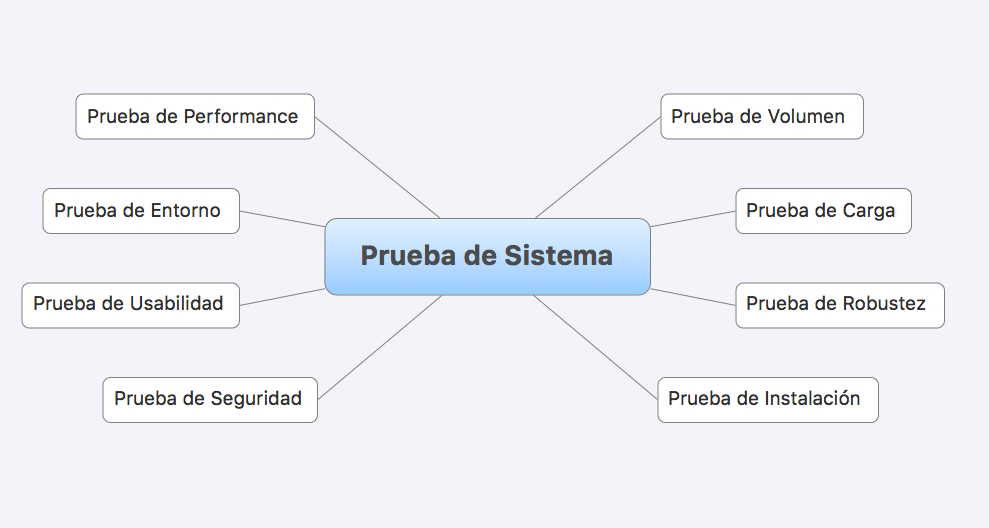 Prueba de Performance
Prueba de Volumen
Prueba de Entorno
Prueba de Carga
Prueba de Sistema
Prueba de Usabilidad
Prueba de Robustez
Prueba de Seguridad
Prueba de Instalación